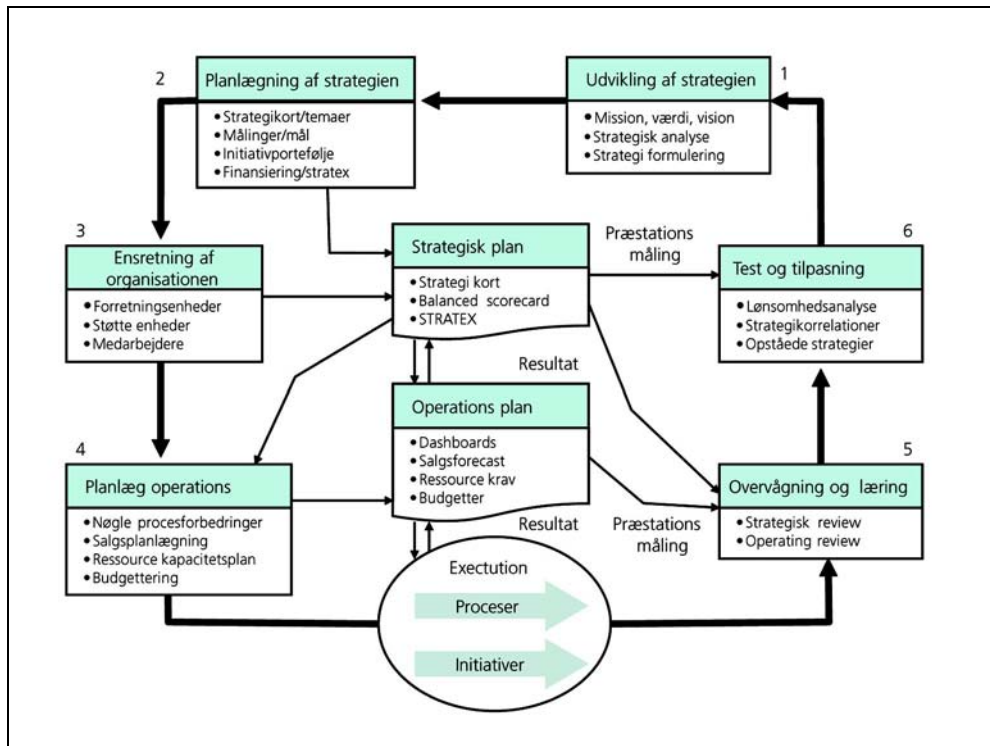 2
Planlægning af strategien
• Strategikort/temaer
• Målinger/mål
• Initiativportefølje
• Finansiering/stratex
1
Udvikling af strategien
• Mission, værdi, vision
• Strategisk analyse
• Strategi formulering
3
Ensretning af
organisationen
• Forretningsenheder
• Støtte enheder
• Medarbejdere
Strategisk plan
• Strategi kort
• Balanced scorecard
• STRATEX
Præstations
måling
6
Test og tilpasning
• Lønsomhedsanalyse
• Strategikorrelationer
• Opståede strategier
Resultat
4
Planlæg operations
• Nøgle procesforbedringer
• Salgsplanlægning
• Ressource kapacitetsplan
• Budgettering
Operations plan
• Dashboards
• Salgsforecast
• Ressource krav
• Budgetter
Resultat
Præstations
måling
5
Overvågning og læring
• Strategisk review
• Operating review
Exectution
Proceser
Initiativer